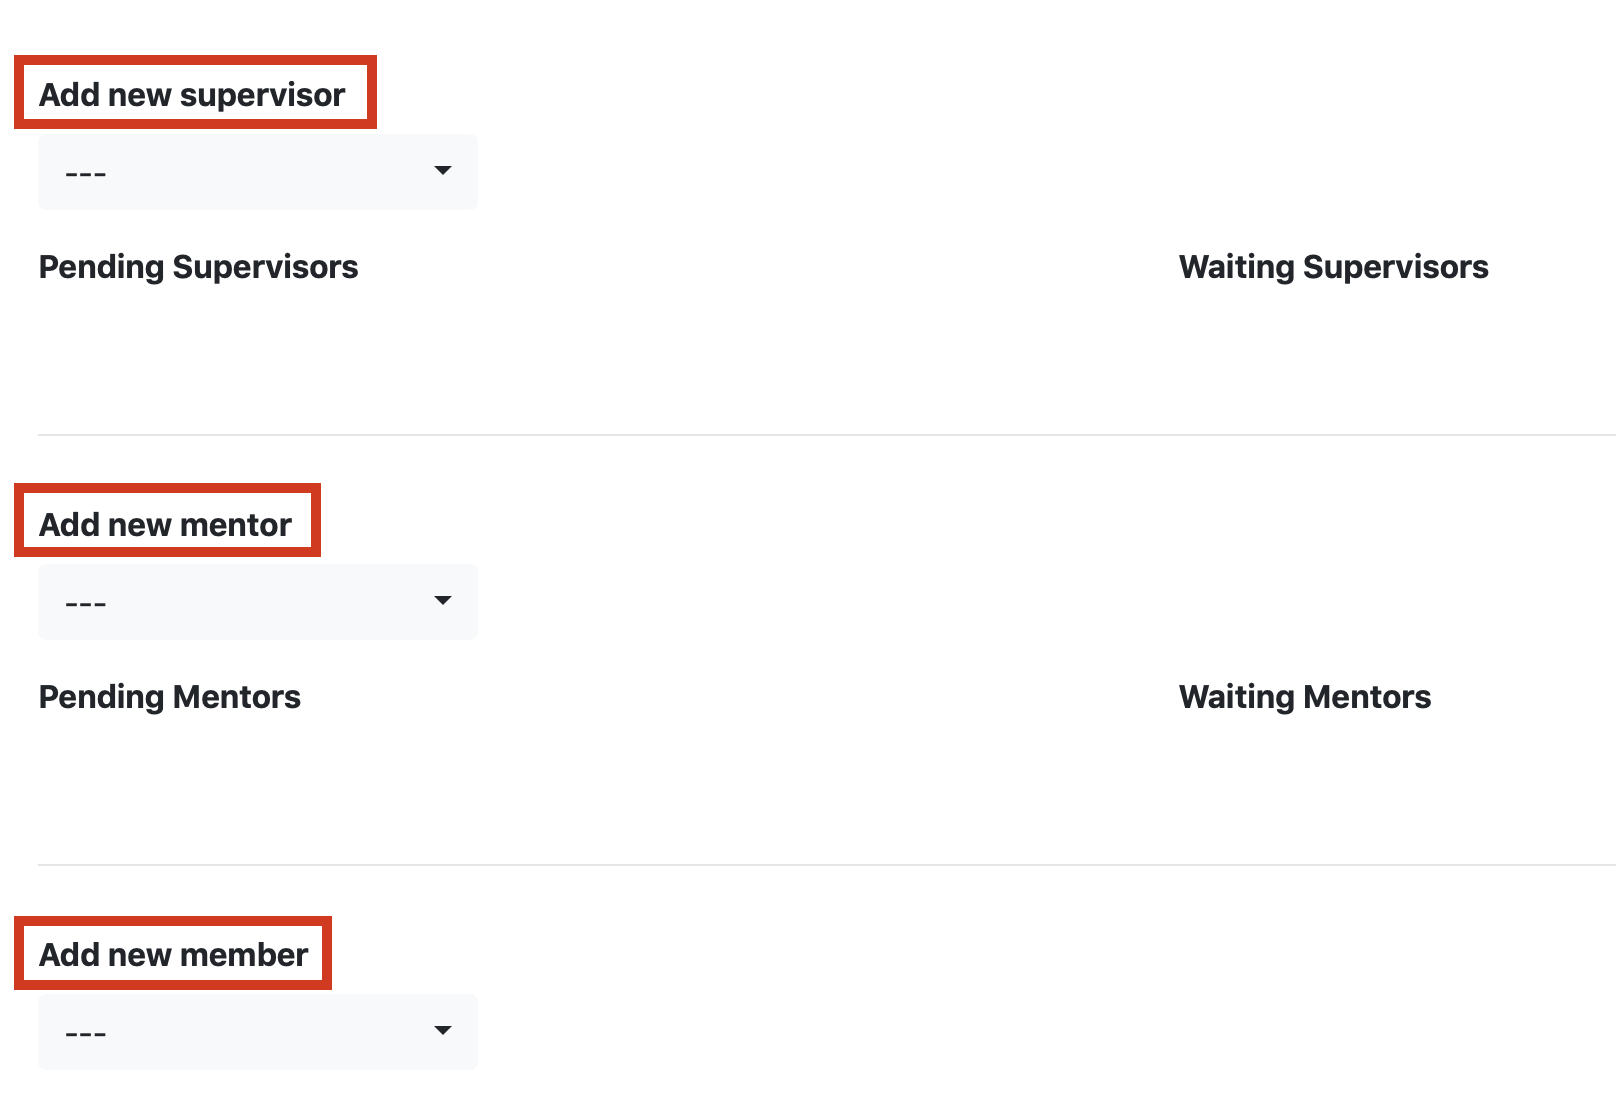 Add new supervisor
---
Pending Supervisors
Waiting Supervisors
Add new mentor
---
Pending Mentors
Waiting Mentors
Add new member
---